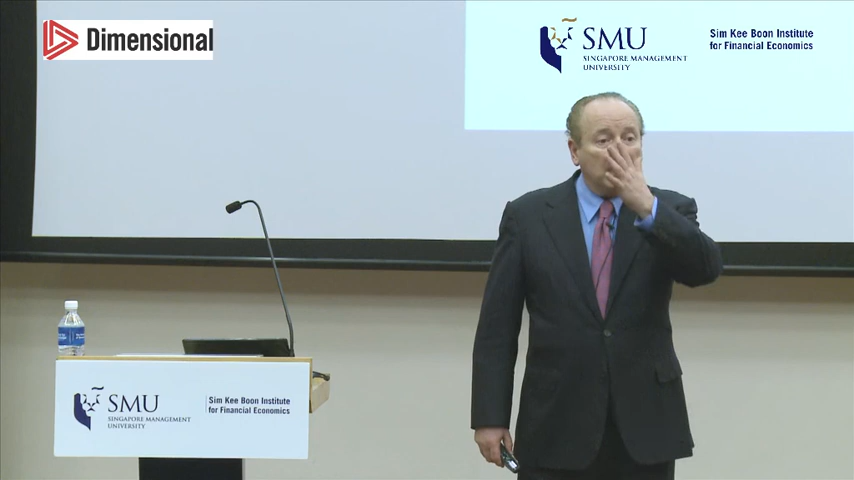 Dimensional
SMU
SINGAPORE MANAGEMENT
UNIVERSITY
Sim Kee Boon Institute
for Financial Economics
SMU
SINGAPORE MANAGEMENT
UNIVERSITY
Sim Kee Boon Institute
for Financial Economics